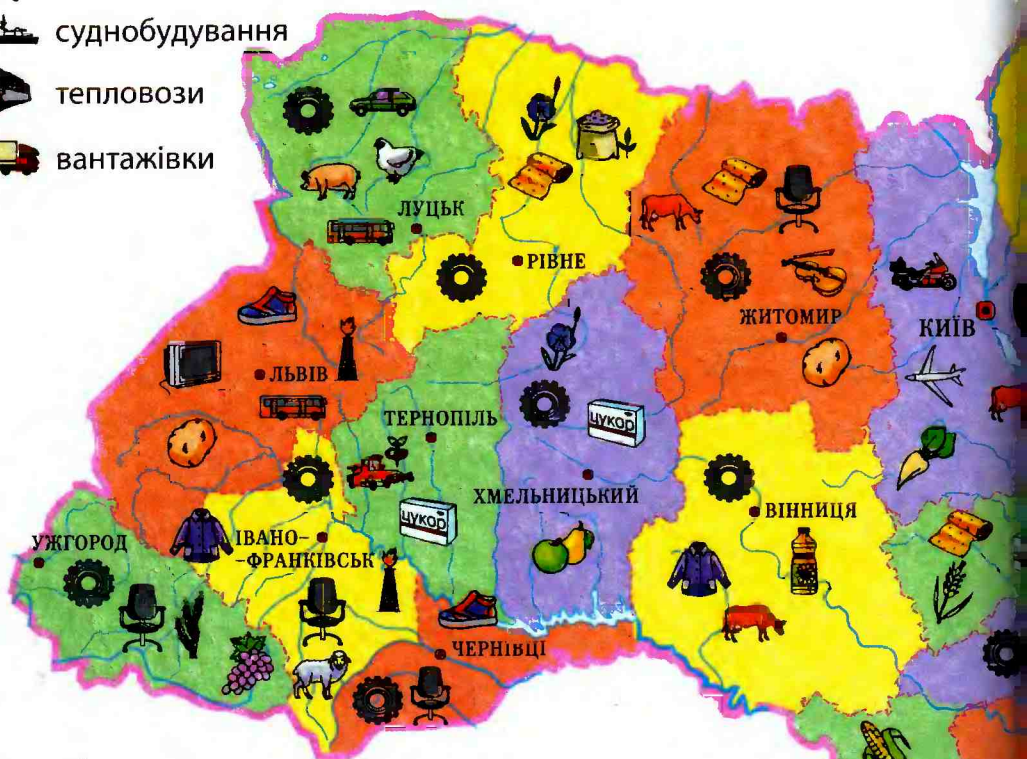 суднобудування
тепловози
вантажівки
ЛУЦЬК
РІВНЕ
ЖИТОМИР
КИЇВ
ЛЬВІВ
ТЕРНОПІЛЬ
ЦУКОР
ХМЕЛЬНИЦЬКИЙ
ЦУКОР
ВІННИЦЯ
УЖГОРОД
ІВАНО-
-ФРАНКІВСЬК
ЧЕРНІВЦІ